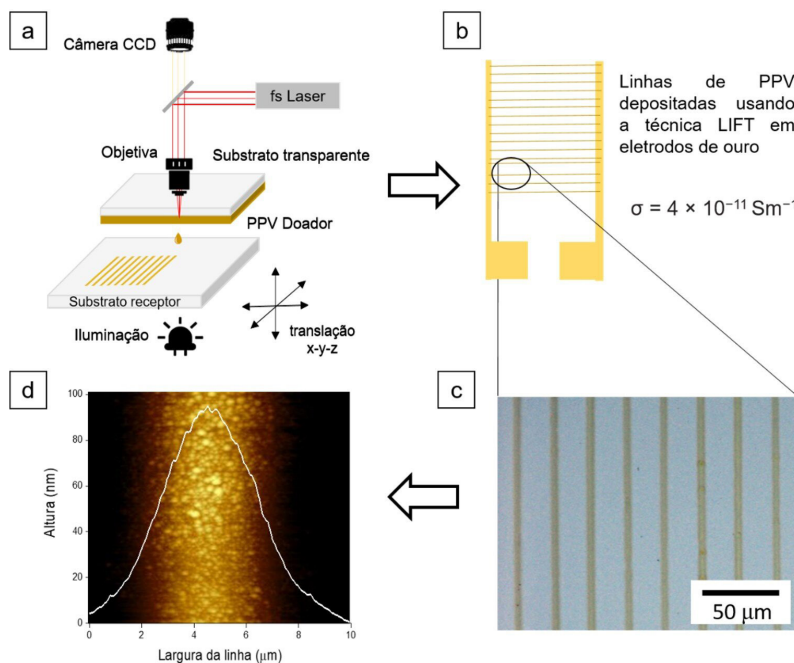 a
Câmera CCD
fs Laser
Objetiva
Substrato transparente
PPV Doador
Substrato receptor
Iluminação
translação
x-y-z
b
Linhas de PPV
depositadas usando
a técnica LIFT em
eletrodos de ouro
σ = 4 × 10⁻¹¹ Sm⁻¹
d
Altura (nm)
100
80
60
40
20
0
0 2 4 6 8 10
Largura da linha (μm)
c
50 μm